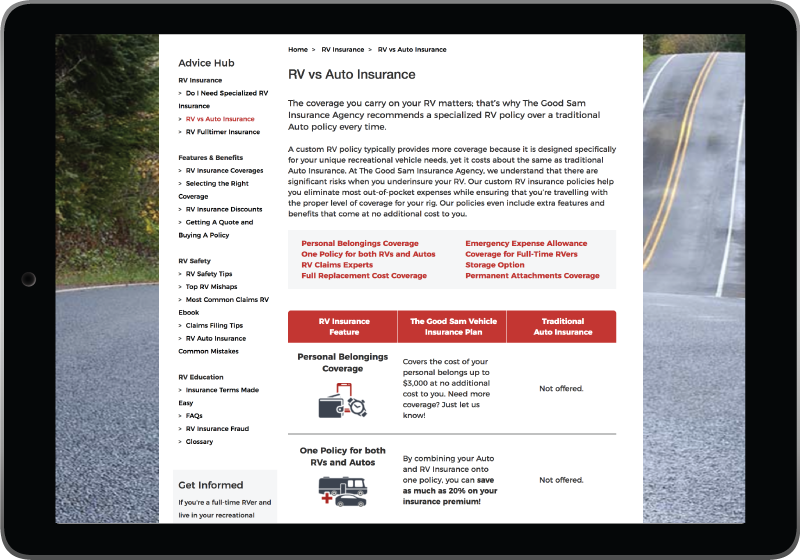 Advice Hub
RV Insurance
> Do I Need Specialized RV
Insurance
> RV vs Auto Insurance
> RV Fulltimer Insurance
Features & Benefits
> RV Insurance Coverages
> Selecting the Right
Coverage
> RV Insurance Discounts
> Getting A Quote and
Buying A Policy
RV Safety
> RV Safety Tips
> Top RV Mishaps
> Most Common Claims RV
Ebook
> Claims Filing Tips
> RV Auto Insurance
Common Mistakes
RV Education
> Insurance Terms Made
Easy
> FAQs
> RV Insurance Fraud
> Glossary
Get Informed
If you're a full-time RVer and
live in your recreational
Home > RV Insurance > RV vs Auto Insurance
RV vs Auto Insurance
The coverage you carry on your RV matters; that's why The Good Sam
Insurance Agency recommends a specialized RV policy over a traditional
Auto policy every time.
A custom RV policy typically provides more coverage because it is designed specifically
for your unique recreational vehicle needs, yet it costs about the same as traditional
Auto Insurance. At The Good Sam Insurance Agency, we understand that there are
significant risks when you underinsure your RV. Our custom RV insurance policies help
you eliminate most out-of-pocket expenses while ensuring that you're travelling with
the proper level of coverage for your rig. Our policies even include extra features and
benefits that come at no additional cost to you.
Personal Belongings Coverage
One Policy for both RVs and Autos
RV Claims Experts
Full Replacement Cost Coverage
Emergency Expense Allowance
Coverage for Full-Time RVers
Storage Option
Permanent Attachments Coverage
RV Insurance
Feature
The Good Sam Vehicle
Insurance Plan
Traditional
Auto Insurance
Personal Belongings
Coverage
Covers the cost of your
personal belongs up to
$3,000 at no additional
cost to you. Need more
coverage? Just let us
know!
Not offered.
One Policy for both
RVs and Autos
By combining your Auto
and RV Insurance onto
one policy, you can save
as much as 20% on your
insurance premium!
Not offered.